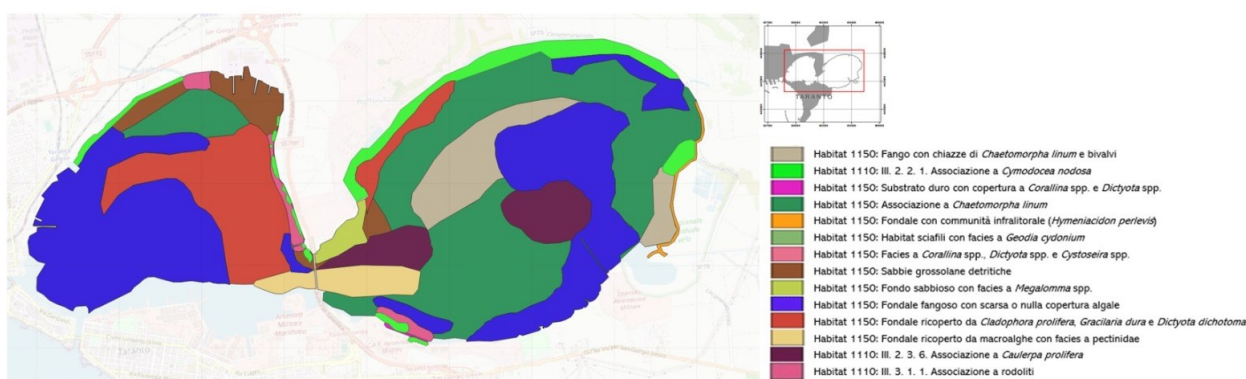 TARANTO
Habitat 1150: Fango con chiazze di Chaetomorpha linum e bivalvi
Habitat 1110: III. 2. 2. 1. Associazione a Cymodocea nodosa
Habitat 1150: Substrato duro con copertura a Corallina spp. e Dictyota spp.
Habitat 1150: Associazione a Chaetomorpha linum
Habitat 1150: Fondale con communità infralitorale (Hymeniacidon perlevis)
Habitat 1150: Habitat sciafili con facies a Geodia cydonium
Habitat 1150: Facies a Corallina spp., Dictyota spp. e Cystoseira spp.
Habitat 1150: Sabbie grossolane detritiche
Habitat 1150: Fondo sabbioso con facies a Megalomma spp.
Habitat 1150: Fondale fangoso con scarsa o nulla copertura algale
Habitat 1150: Fondale ricoperto da Cladophora prolifera, Gracilaria dura e Dictyota dichotoma
Habitat 1150: Fondale ricoperto da macroalghe con facies a pectinidae
Habitat 1110: III. 2. 3. 6. Associazione a Caulerpa prolifera
Habitat 1110: III. 3. 1. 1. Associazione a rodoliti
Taranto